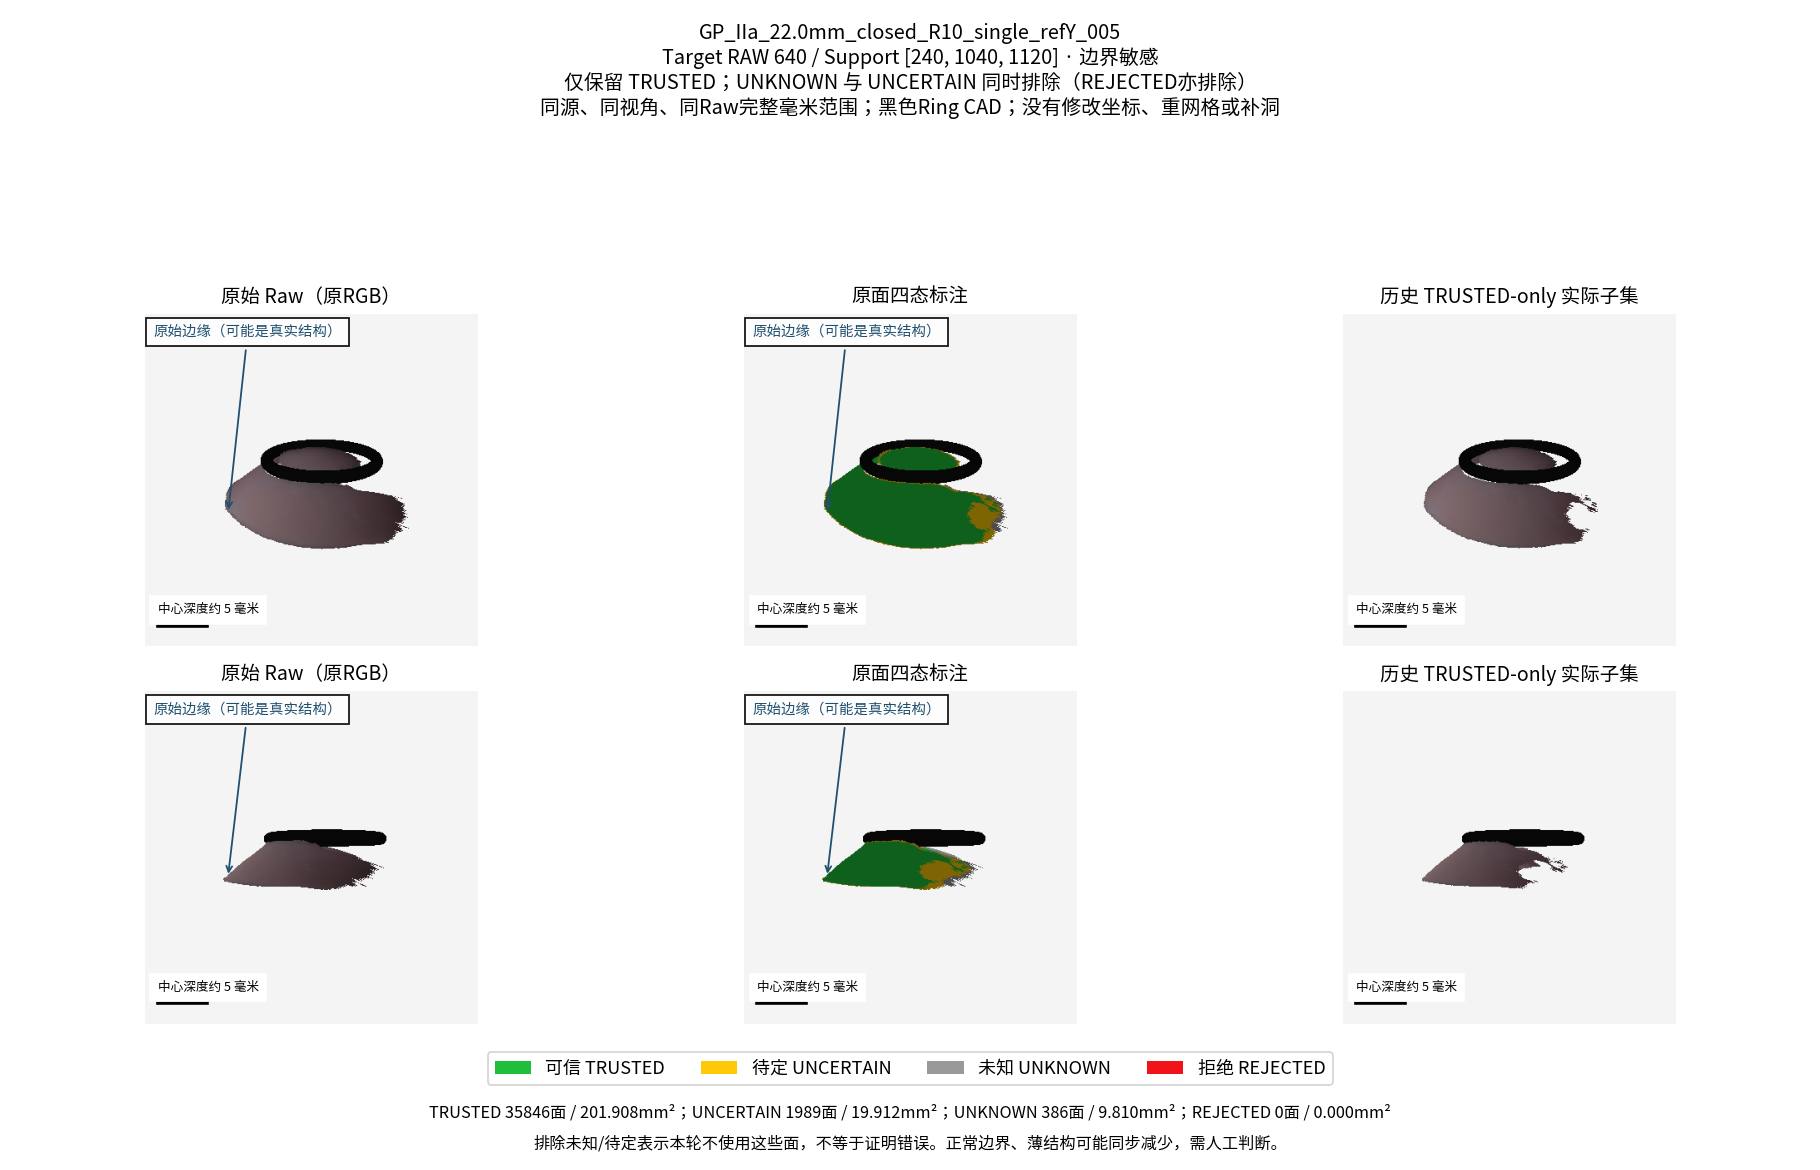 GP_IIa_22.0mm_closed_R10_single_refY_005
Target RAW 640 / Support [240, 1040, 1120] · 边界敏感
仅保留 TRUSTED；UNKNOWN 与 UNCERTAIN 同时排除（REJECTED亦排除）
同源、同视角、同Raw完整毫米范围；黑色Ring CAD；没有修改坐标、重网格或补洞
原始 Raw（原RGB）
原面四态标注
历史 TRUSTED-only 实际子集
原始边缘（可能是真实结构）
原始边缘（可能是真实结构）
中心深度约 5 毫米
中心深度约 5 毫米
中心深度约 5 毫米
原始 Raw（原RGB）
原面四态标注
历史 TRUSTED-only 实际子集
原始边缘（可能是真实结构）
原始边缘（可能是真实结构）
中心深度约 5 毫米
中心深度约 5 毫米
中心深度约 5 毫米
可信 TRUSTED
待定 UNCERTAIN
未知 UNKNOWN
拒绝 REJECTED
TRUSTED 35846面 / 201.908mm²；UNCERTAIN 1989面 / 19.912mm²；UNKNOWN 386面 / 9.810mm²；REJECTED 0面 / 0.000mm²
排除未知/待定表示本轮不使用这些面，不等于证明错误。正常边界、薄结构可能同步减少，需人工判断。